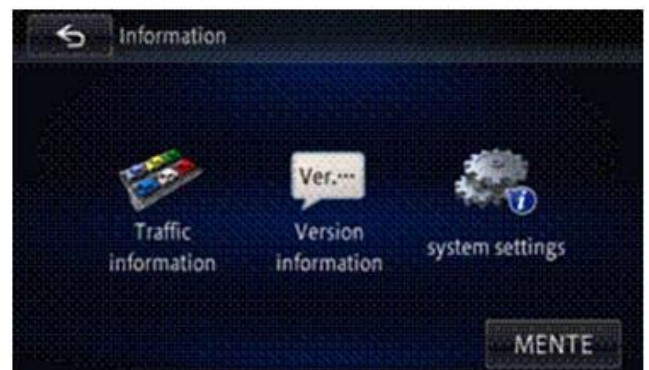 Information
Ver.···
Traffic
information
Version
information
system settings
i
MENTE